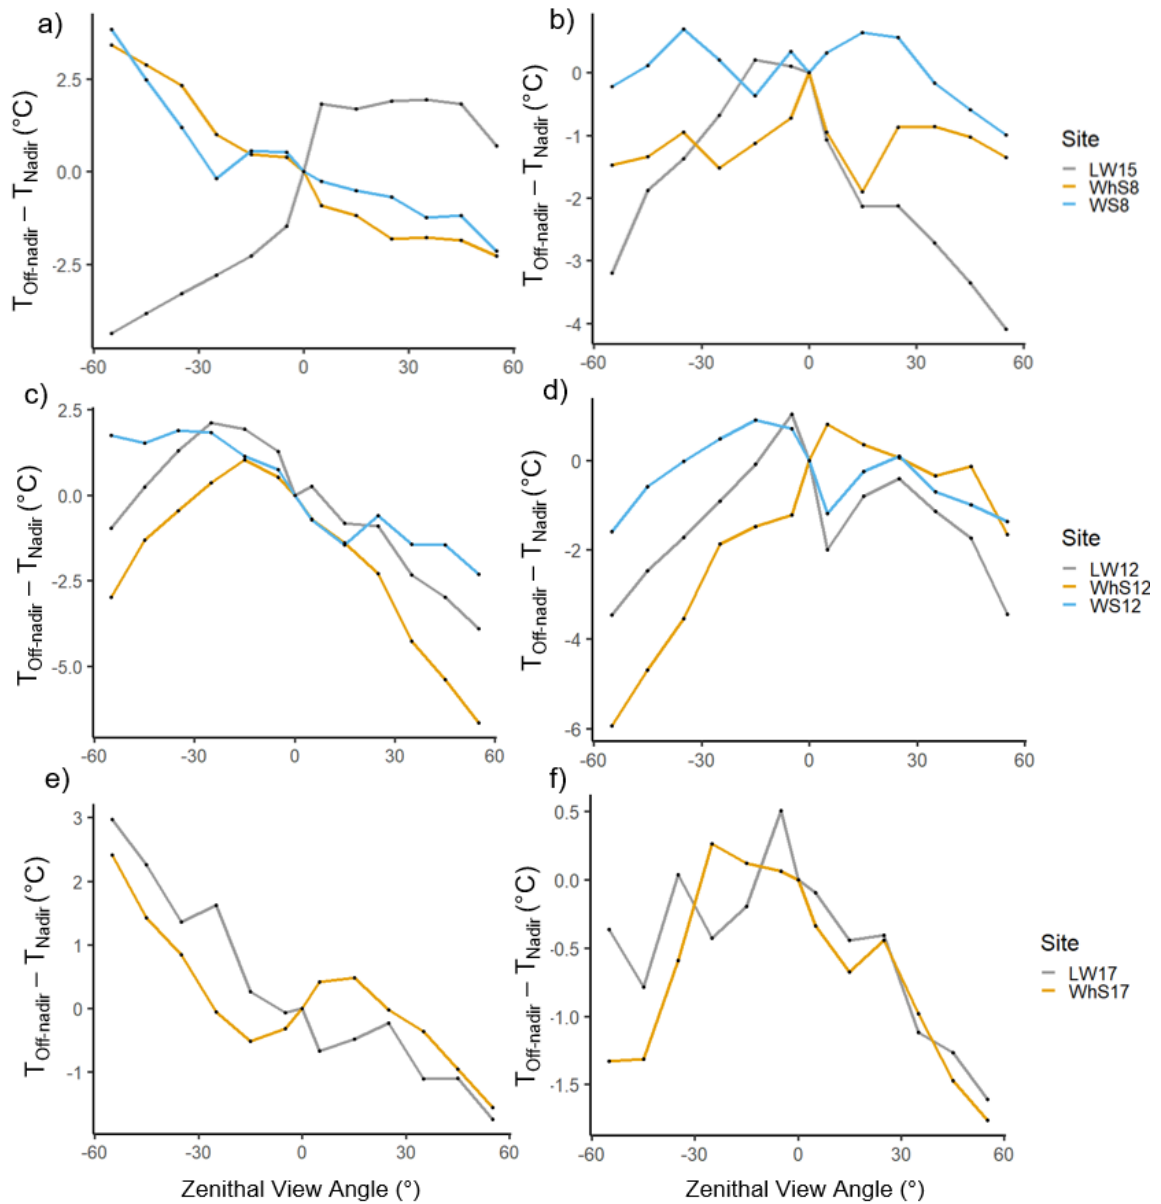 a)
b)
T_Off-nadir – T_Nadir (°C)
2.5
0.0
-2.5
-60
-30
0
30
60
T_Off-nadir – T_Nadir (°C)
0
-1
-2
-3
-4
-60
-30
0
30
60
Site
LW15
WhS8
WS8
c)
d)
T_Off-nadir – T_Nadir (°C)
2.5
0.0
-2.5
-5.0
-60
-30
0
30
60
T_Off-nadir – T_Nadir (°C)
0
-2
-4
-6
-60
-30
0
30
60
Site
LW12
WhS12
WS12
e)
f)
T_Off-nadir – T_Nadir (°C)
3
2
1
0
-1
-60
-30
0
30
60
Zenithal View Angle (°)
T_Off-nadir – T_Nadir (°C)
0.5
0.0
-0.5
-1.0
-1.5
-60
-30
0
30
60
Zenithal View Angle (°)
Site
LW17
WhS17